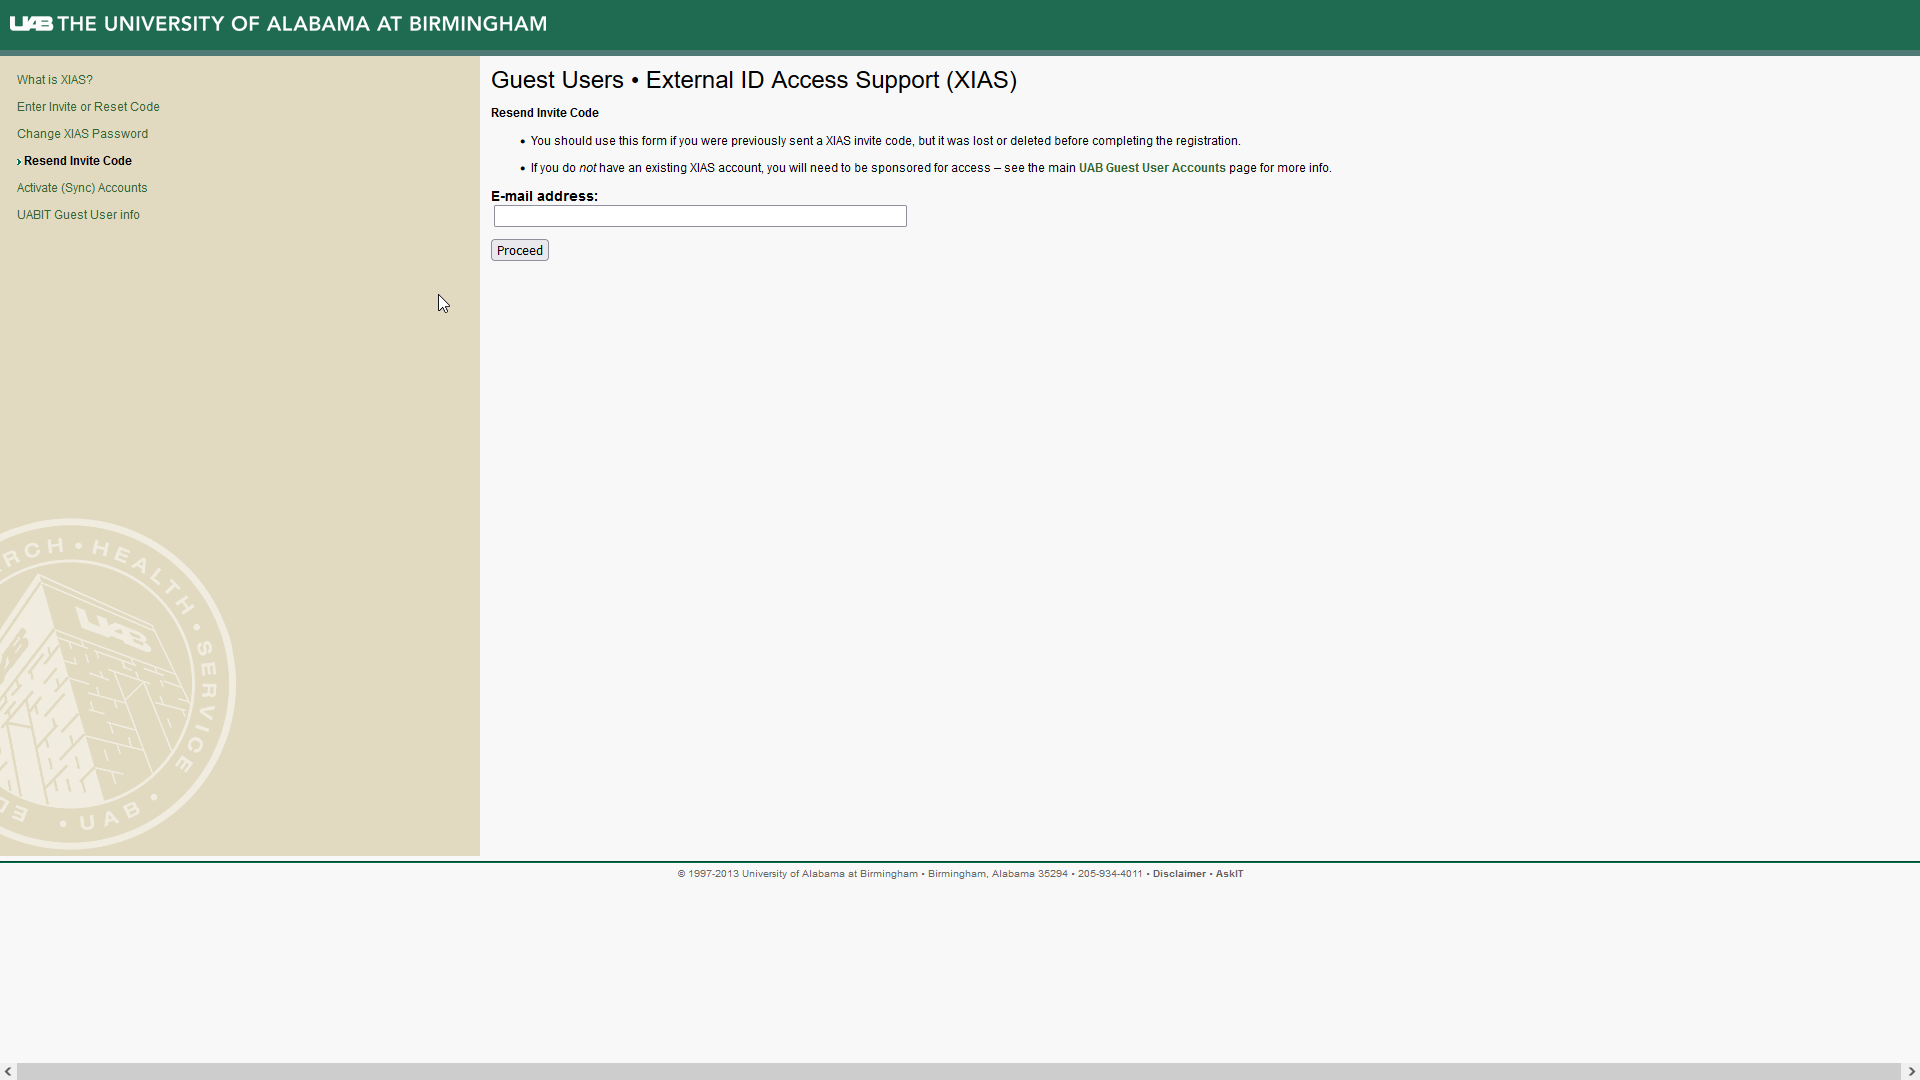 UAB THE UNIVERSITY OF ALABAMA AT BIRMINGHAM
What is XIAS?
Enter Invite or Reset Code
Change XIAS Password
› Resend Invite Code
Activate (Sync) Accounts
UABIT Guest User info
Guest Users • External ID Access Support (XIAS)
Resend Invite Code
• You should use this form if you were previously sent a XIAS invite code, but it was lost or deleted before completing the registration.
• If you do not have an existing XIAS account, you will need to be sponsored for access – see the main UAB Guest User Accounts page for more info.
E-mail address:
Proceed
RCH • HEALTH • SERVICE • UAB • ED
UAB
© 1997-2013 University of Alabama at Birmingham • Birmingham, Alabama 35294 • 205-934-4011 • Disclaimer • AskIT